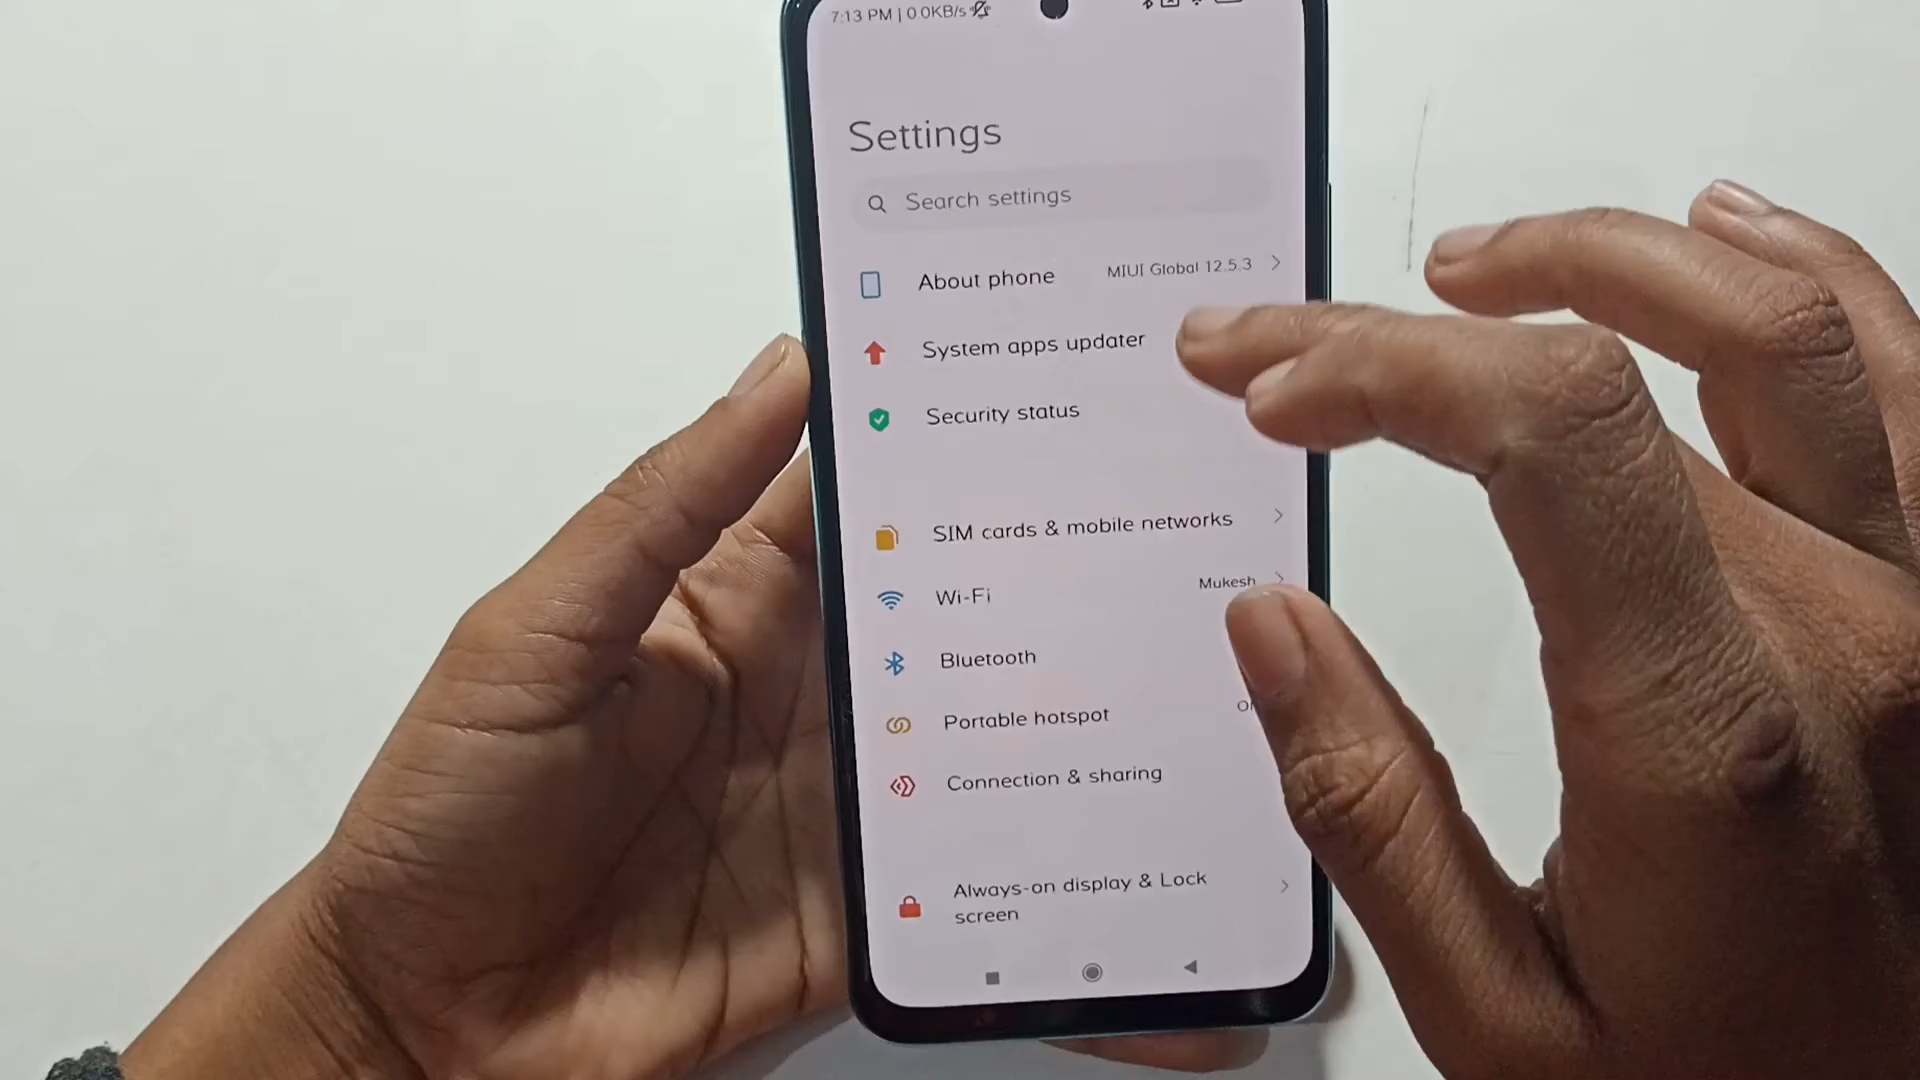 7:13 PM | 0.0KB/s
Settings
Search settings
About phone MIUI Global 12.5.3
System apps updater
Security status
SIM cards & mobile networks
Wi-Fi Mukesh
Bluetooth
Portable hotspot
Connection & sharing
Always-on display & Lock
screen